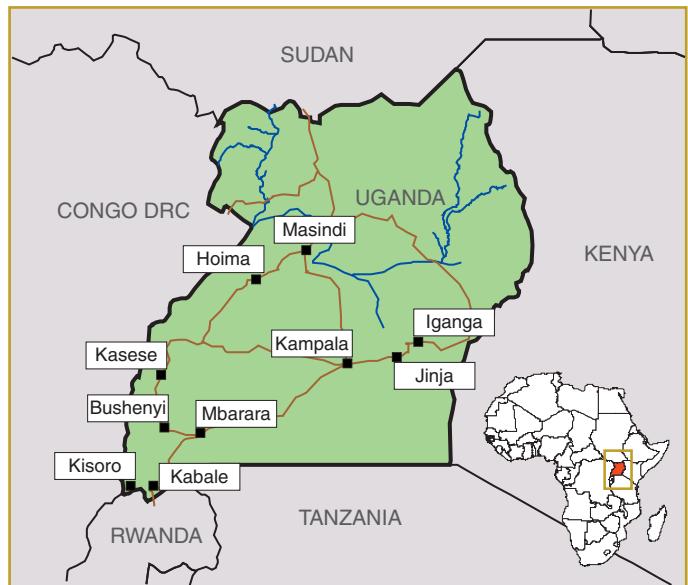 SUDAN
UGANDA
CONGO DRC
Masindi
KENYA
Hoima
Iganga
Kampala
Kasese
Jinja
Bushenyi
Mbarara
Kisoro
Kabale
TANZANIA
RWANDA